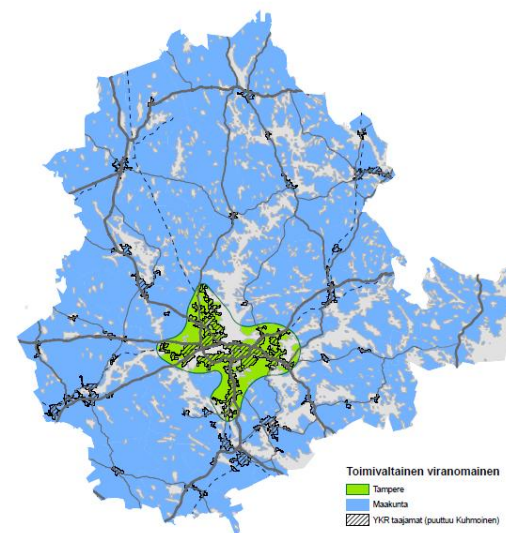 Toimivaltainen viranomainen
Tampere
Maakunta
YKR taajamat (puuttuu Kuhmoinen)